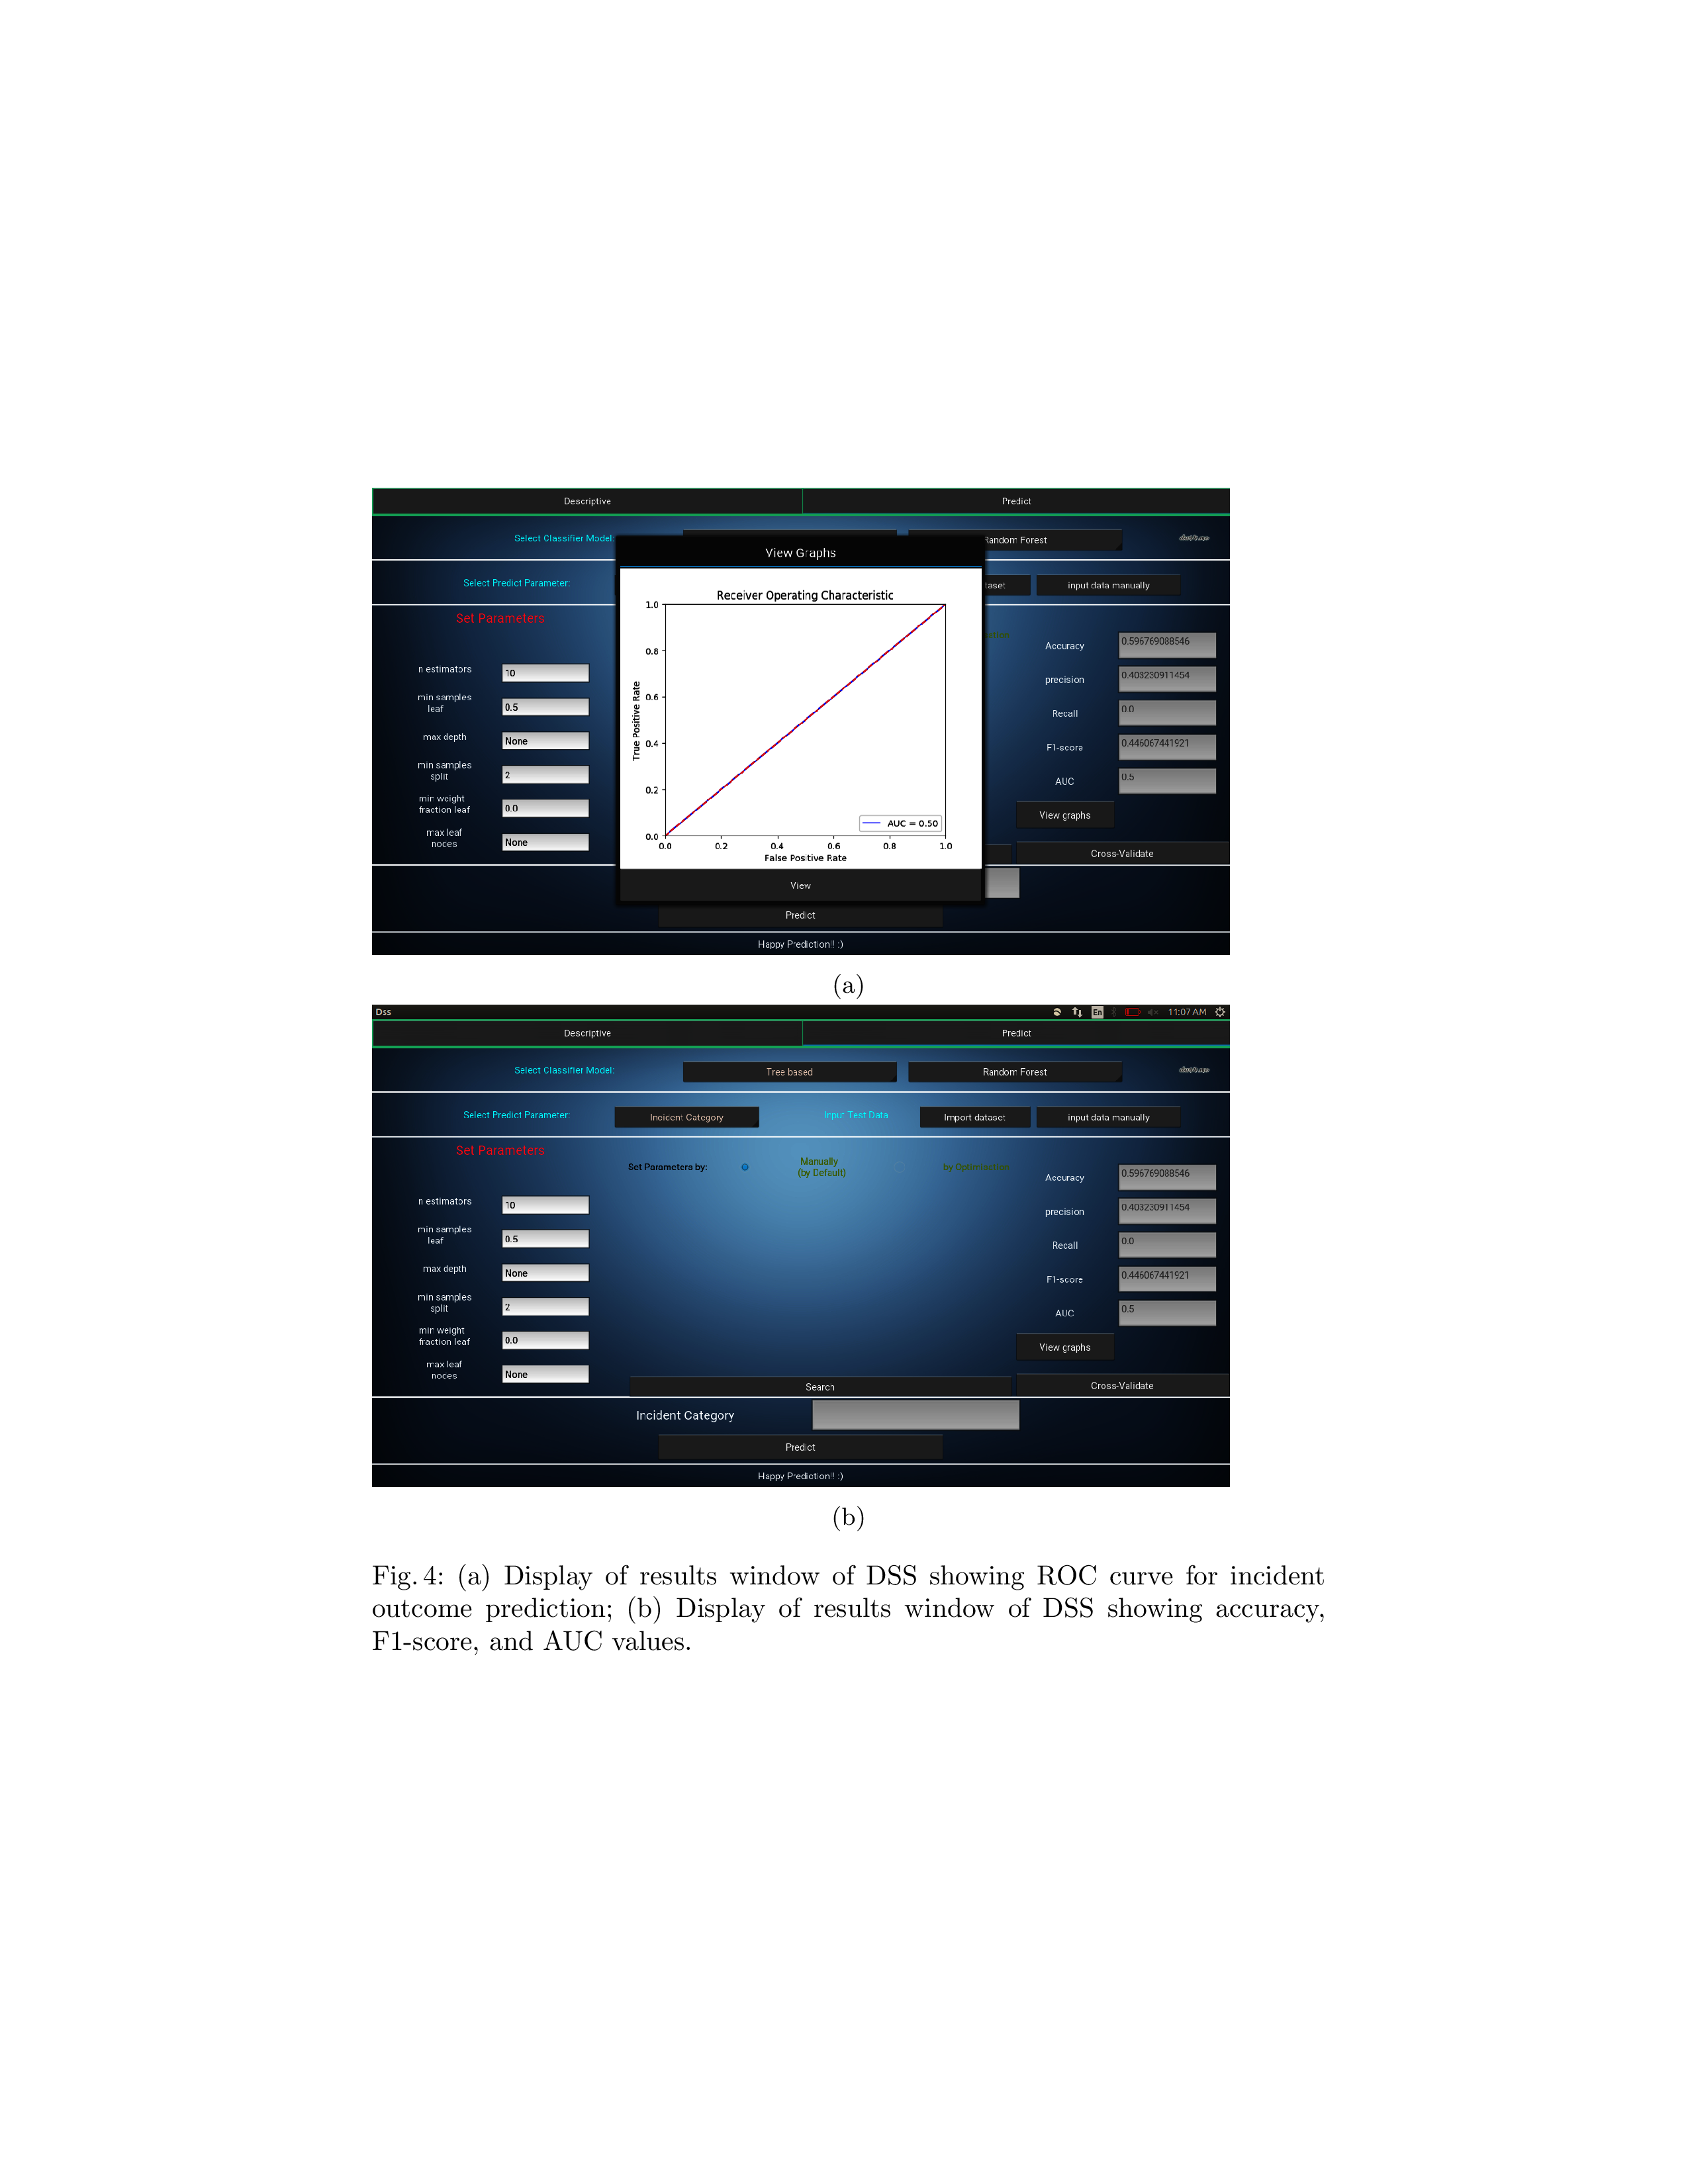 Descriptive Predict
Select Classifier Model: Random Forest
View Graphs
Select Predict Parameter: taset input data manually
Set Parameters
Receiver Operating Characteristic
1.0
0.8
0.6
0.4
0.2
0.0
True Positive Rate
0.0 0.2 0.4 0.6 0.8 1.0
False Positive Rate
AUC = 0.50
n estimators 10
min samples
leaf 0.5
max depth None
min samples
split 2
min weight
fraction leaf 0.0
max leaf
nodes None
Accuracy 0.596769088546
precision 0.403230911454
Recall 0.0
F1-score 0.446067441921
AUC 0.5
View graphs
Cross-Validate
View
Predict
Happy Prediction!! :)
(a)
Dss En 11:07 AM
Descriptive Predict
Select Classifier Model: Tree based Random Forest
Select Predict Parameter: Incident Category Input Test Data Import dataset input data manually
Set Parameters
Set Parameters by: Manually
(by Default)
n estimators 10
min samples
leaf 0.5
max depth None
min samples
split 2
min weight
fraction leaf 0.0
max leaf
nodes None
Accuracy 0.596769088546
precision 0.403230911454
Recall 0.0
F1-score 0.446067441921
AUC 0.5
View graphs
Search Cross-Validate
Incident Category
Predict
Happy Prediction!! :)
(b)
Fig. 4: (a) Display of results window of DSS showing ROC curve for incident
outcome prediction; (b) Display of results window of DSS showing accuracy,
F1-score, and AUC values.